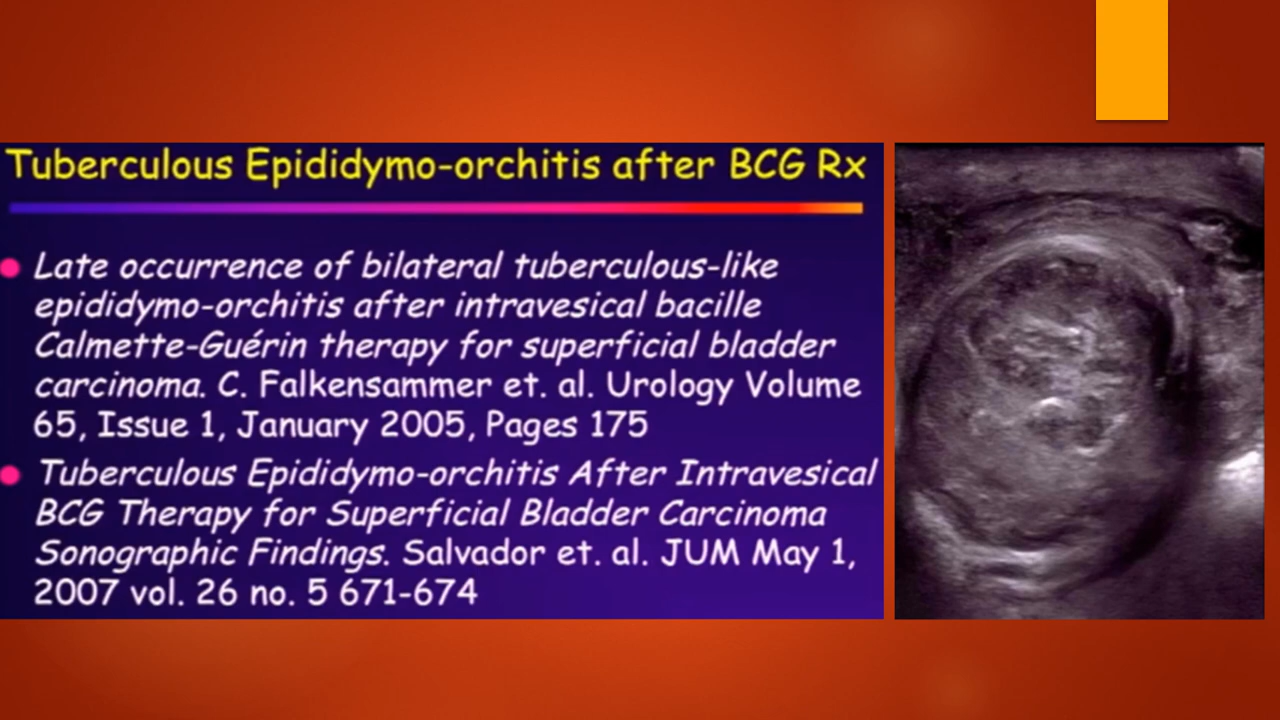 Tuberculous Epididymo-orchitis after BCG Rx
Late occurrence of bilateral tuberculous-like
epididymo-orchitis after intravesical bacille
Calmette-Guérin therapy for superficial bladder
carcinoma. C. Falkensammer et. al. Urology Volume
65, Issue 1, January 2005, Pages 175
Tuberculous Epididymo-orchitis After Intravesical
BCG Therapy for Superficial Bladder Carcinoma
Sonographic Findings. Salvador et. al. JUM May 1,
2007 vol. 26 no. 5 671-674